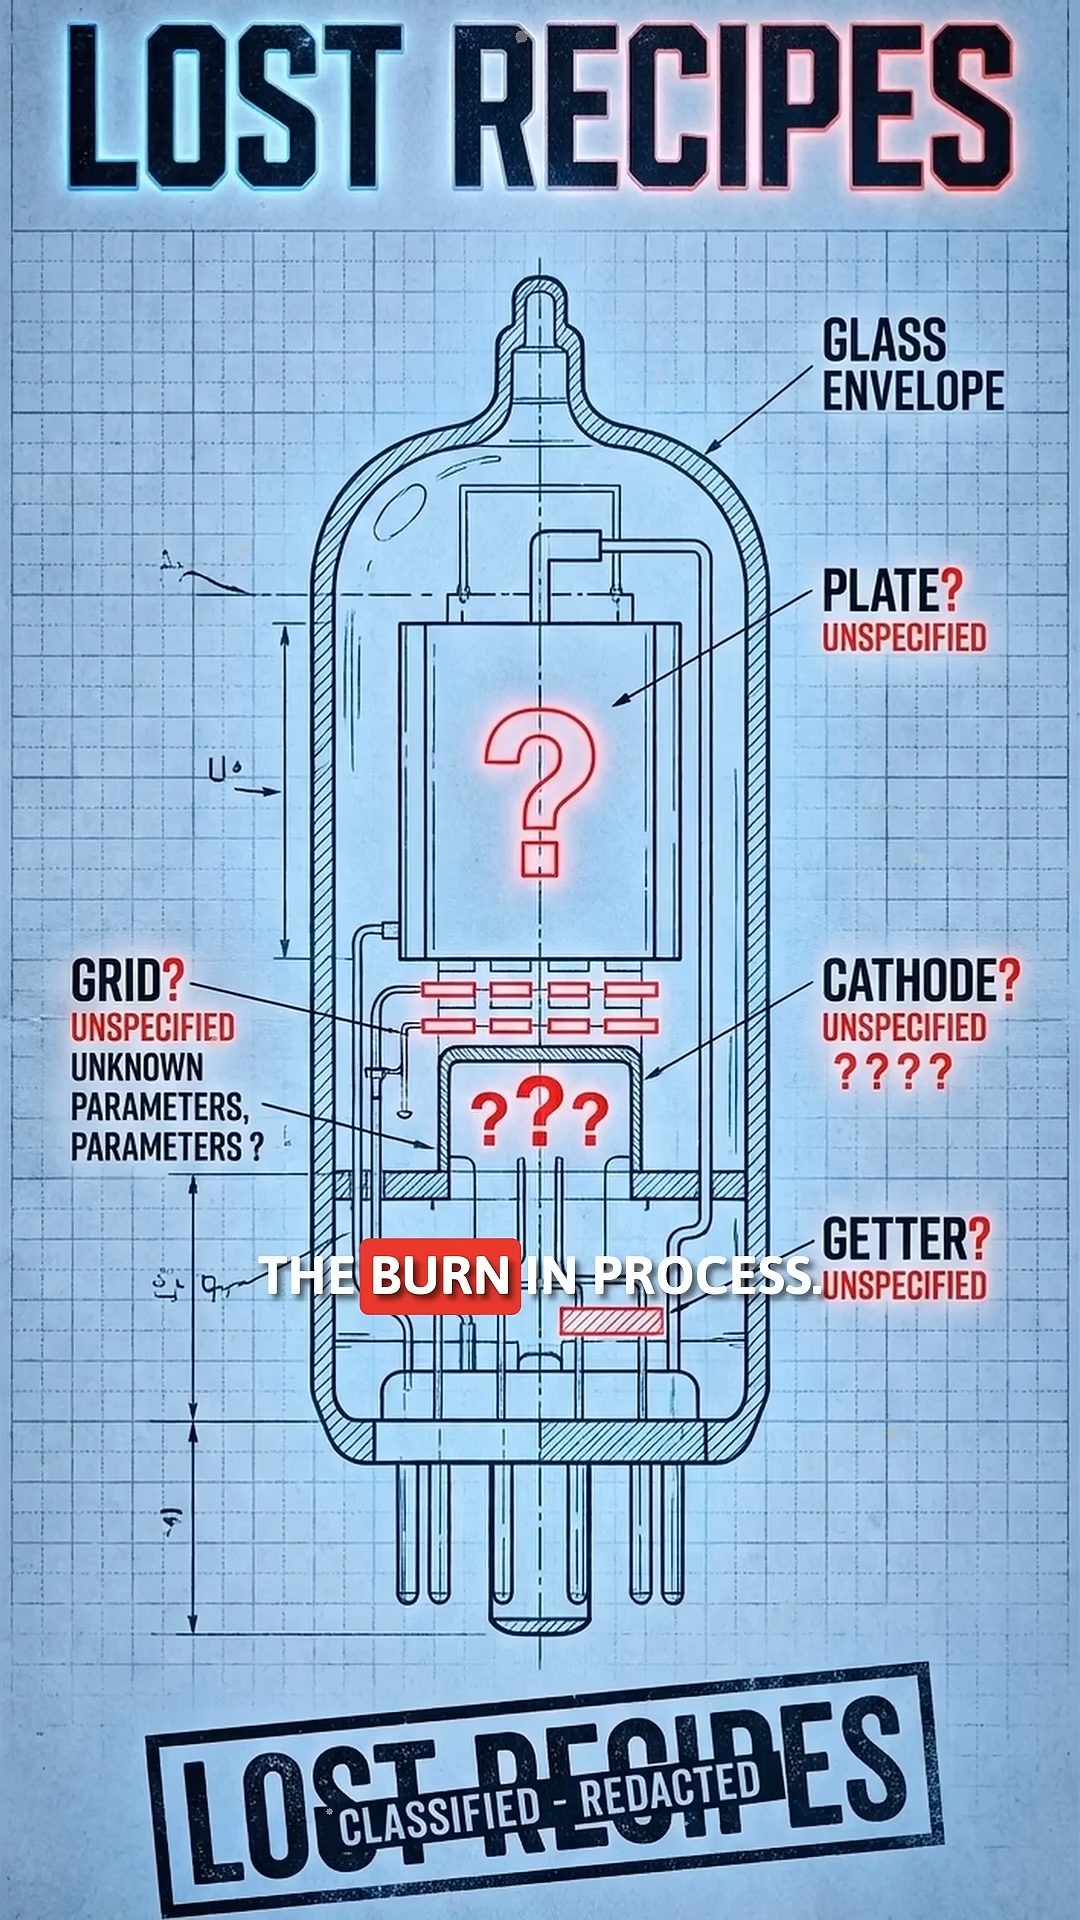 LOST RECIPES
GLASS
ENVELOPE
PLATE?
UNSPECIFIED
?
GRID?
UNSPECIFIED
UNKNOWN
PARAMETERS,
PARAMETERS ?
CATHODE?
UNSPECIFIED
????
???
GETTER?
UNSPECIFIED
THE BURN IN PROCESS.
LOST RECIPES
CLASSIFIED - REDACTED